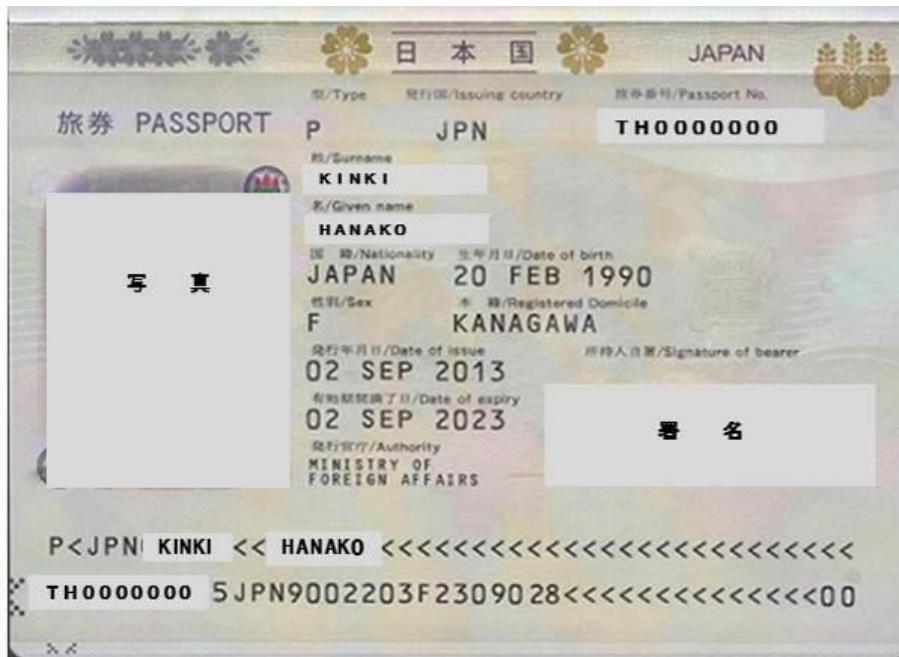 日本国 JAPAN
型/Type 発行国/Issuing country 旅券番号/Passport No.
旅券 PASSPORT P JPN TH0000000
姓/Surname
KINKI
名/Given name
HANAKO
国籍/Nationality 生年月日/Date of birth
JAPAN 20 FEB 1990
性別/Sex 本籍/Registered Domicile
F KANAGAWA
発行年月日/Date of issue 所持人自署/Signature of bearer
02 SEP 2013
有効期間満了日/Date of expiry
02 SEP 2023
発行官庁/Authority
MINISTRY OF
FOREIGN AFFAIRS
写真
署名
P<JPN KINKI << HANAKO <<<<<<<<<<<<<<<<<<<<<<<<<<
TH0000000 5JPN9002203F2309028<<<<<<<<<<<<<<00